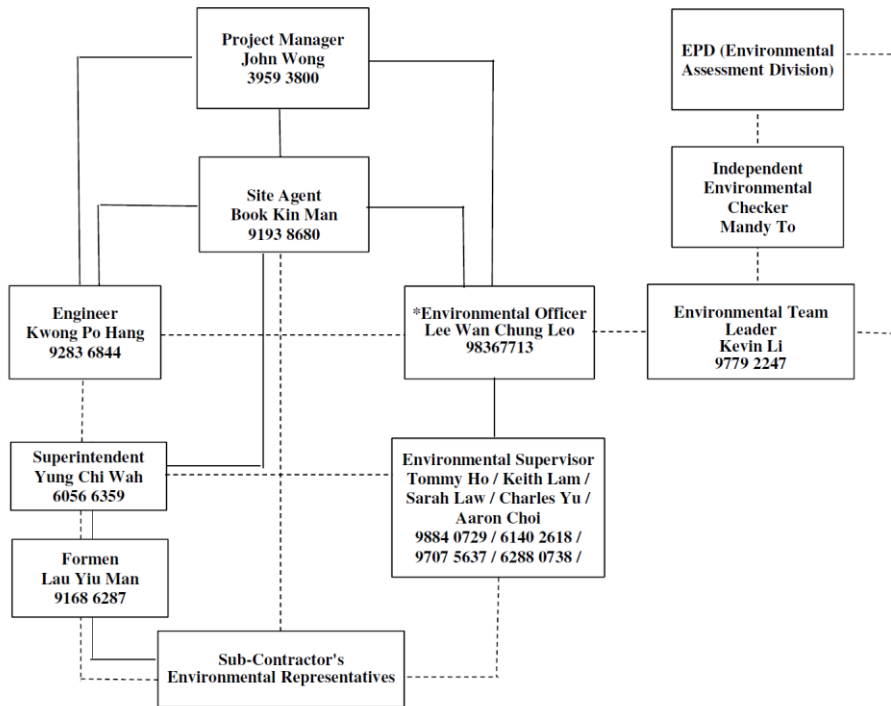 Project Manager
John Wong
3959 3800
EPD (Environmental
Assessment Division)
Site Agent
Book Kin Man
9193 8680
Independent
Environmental
Checker
Mandy To
Engineer
Kwong Po Hang
9283 6844
*Environmental Officer
Lee Wan Chung Leo
98367713
Environmental Team
Leader
Kevin Li
9779 2247
Superintendent
Yung Chi Wah
6056 6359
Environmental Supervisor
Tommy Ho / Keith Lam /
Sarah Law / Charles Yu /
Aaron Choi
9884 0729 / 6140 2618 /
9707 5637 / 6288 0738 /
Formen
Lau Yiu Man
9168 6287
Sub-Contractor's
Environmental Representatives